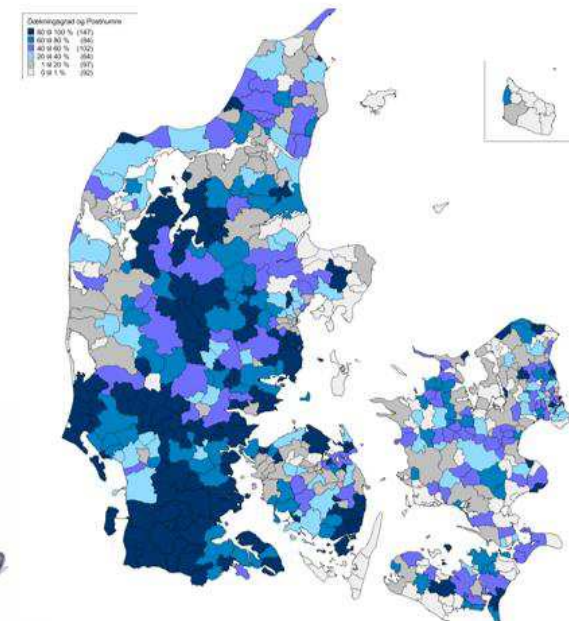 Dækningsgrad og Postnumre
80 til 100 % (147)
60 til 80 % (94)
40 til 60 % (102)
20 til 40 % (84)
1 til 20 % (97)
0 til 1 % (92)